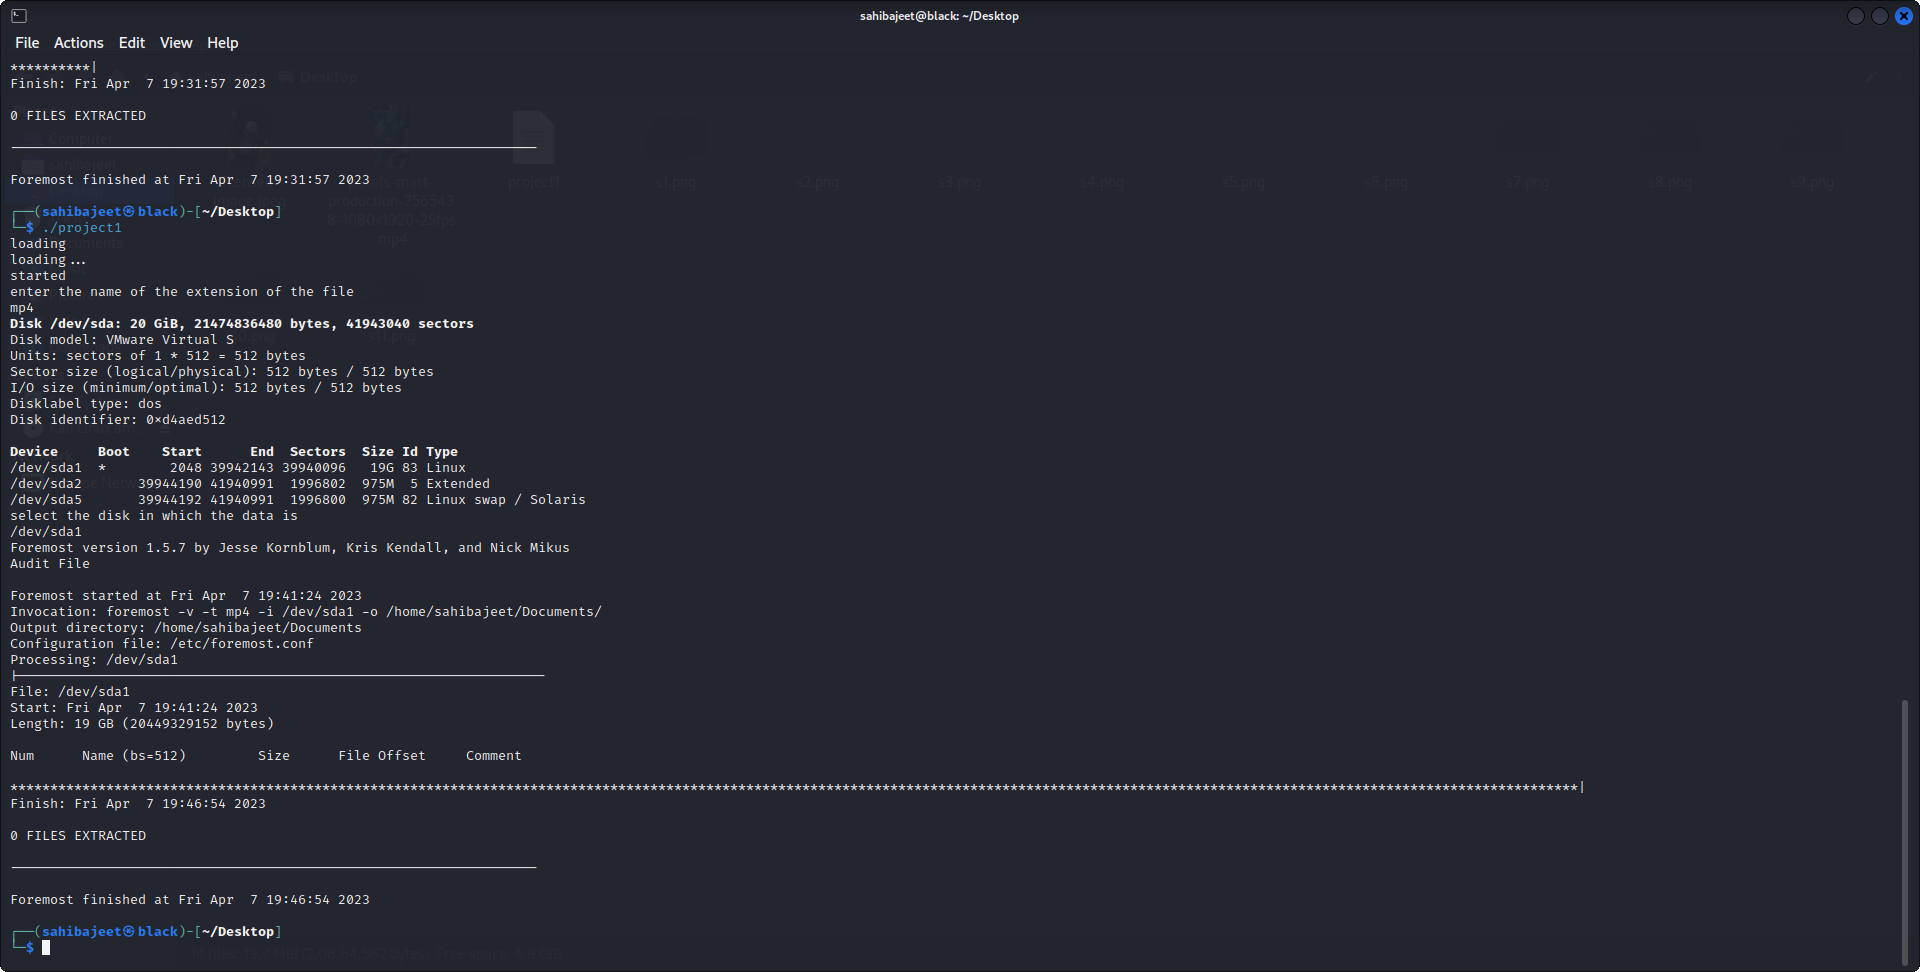 sahibajeet@black: ~/Desktop
File Actions Edit View Help
**********|
Finish: Fri Apr  7 19:31:57 2023
0 FILES EXTRACTED
Foremost finished at Fri Apr  7 19:31:57 2023
┌──(sahibajeet㉿black)-[~/Desktop]
└─$ ./project1
loading
loading...
started
enter the name of the extension of the file
mp4
Disk /dev/sda: 20 GiB, 21474836480 bytes, 41943040 sectors
Disk model: VMware Virtual S
Units: sectors of 1 * 512 = 512 bytes
Sector size (logical/physical): 512 bytes / 512 bytes
I/O size (minimum/optimal): 512 bytes / 512 bytes
Disklabel type: dos
Disk identifier: 0xd4aed512
Device     Boot    Start      End  Sectors  Size Id Type
/dev/sda1  *        2048 39942143 39940096   19G 83 Linux
/dev/sda2       39944190 41940991  1996802  975M  5 Extended
/dev/sda5       39944192 41940991  1996800  975M 82 Linux swap / Solaris
select the disk in which the data is
/dev/sda1
Foremost version 1.5.7 by Jesse Kornblum, Kris Kendall, and Nick Mikus
Audit File
Foremost started at Fri Apr  7 19:41:24 2023
Invocation: foremost -v -t mp4 -i /dev/sda1 -o /home/sahibajeet/Documents/
Output directory: /home/sahibajeet/Documents
Configuration file: /etc/foremost.conf
Processing: /dev/sda1
|------------------------------------------------------------------
File: /dev/sda1
Start: Fri Apr  7 19:41:24 2023
Length: 19 GB (20449329152 bytes)
Num      Name (bs=512)         Size      File Offset     Comment
****************************************************************************************************************************************************************************************************|
Finish: Fri Apr  7 19:46:54 2023
0 FILES EXTRACTED
Foremost finished at Fri Apr  7 19:46:54 2023
┌──(sahibajeet㉿black)-[~/Desktop]
└─$